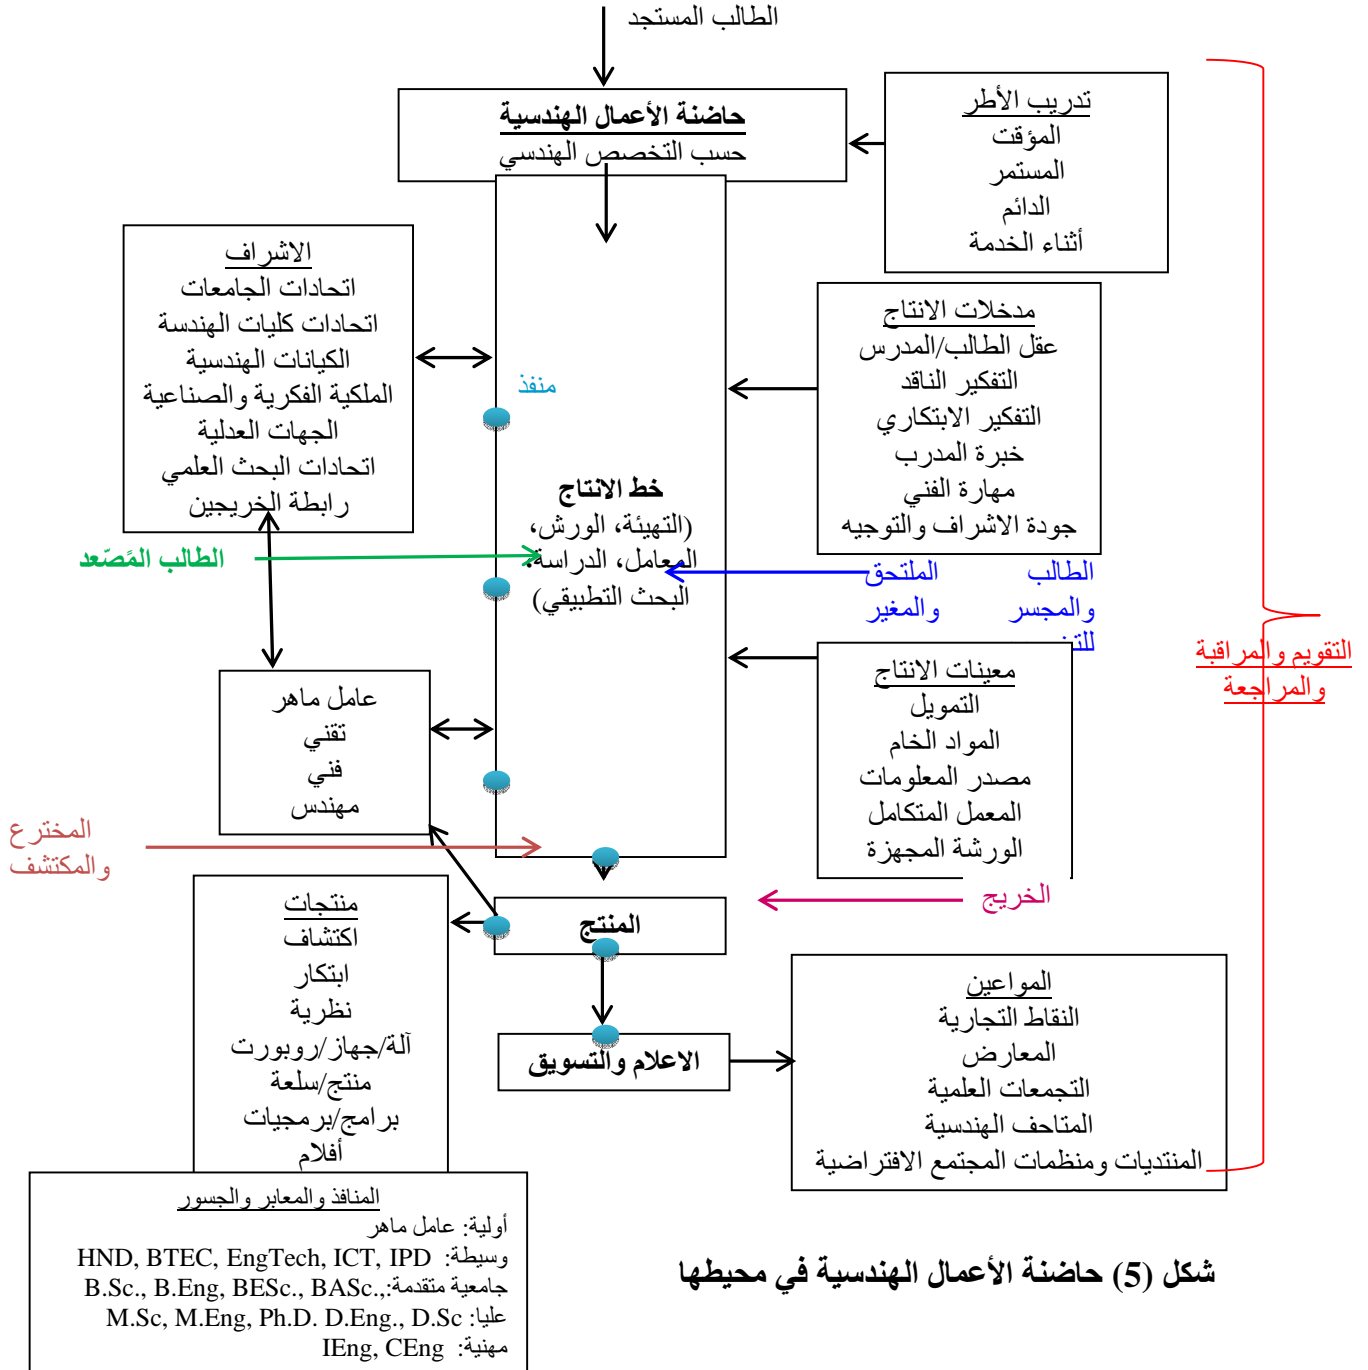 الطالب المستجد
حاضنة الأعمال الهندسية
حسب التخصص الهندسي
تدريب الأطر
المؤقت
المستمر
الدائم
أثناء الخدمة
الاشراف
اتحادات الجامعات
اتحادات كليات الهندسة
الكيانات الهندسية
الملكية الفكرية والصناعية
الجهات العدلية
اتحادات البحث العلمي
رابطة الخريجين
مدخلات الانتاج
عقل الطالب/المدرس
التفكير الناقد
التفكير الابتكاري
خبرة المدرب
مهارة الفني
جودة الاشراف والتوجيه
منفذ
خط الانتاج
(التهيئة، الورش،
المعامل، الدراسة،
البحث التطبيقي)
الطالب المًصّعد
الطالب الملتحق
والمجسر والمغير
التقويم والمراقبة
والمراجعة
معينات الانتاج
التمويل
المواد الخام
مصدر المعلومات
المعمل المتكامل
الورشة المجهزة
عامل ماهر
تقني
فني
مهندس
المخترع
والمكتشف
الخريج
المنتج
منتجات
اكتشاف
ابتكار
نظرية
آلة/جهاز/روبورت
منتج/سلعة
برامج/برمجيات
أفلام
الاعلام والتسويق
المواعين
النقاط التجارية
المعارض
التجمعات العلمية
المتاحف الهندسية
المنتديات ومنظمات المجتمع الافتراضية
المنافذ والمعابر والجسور
أولية: عامل ماهر
وسيطة: HND, BTEC, EngTech, ICT, IPD
جامعية متقدمة:B.Sc., B.Eng, BESc., BASc.,
عليا: M.Sc, M.Eng, Ph.D. D.Eng., D.Sc
مهنية: IEng, CEng
شكل (5) حاضنة الأعمال الهندسية في محيطها